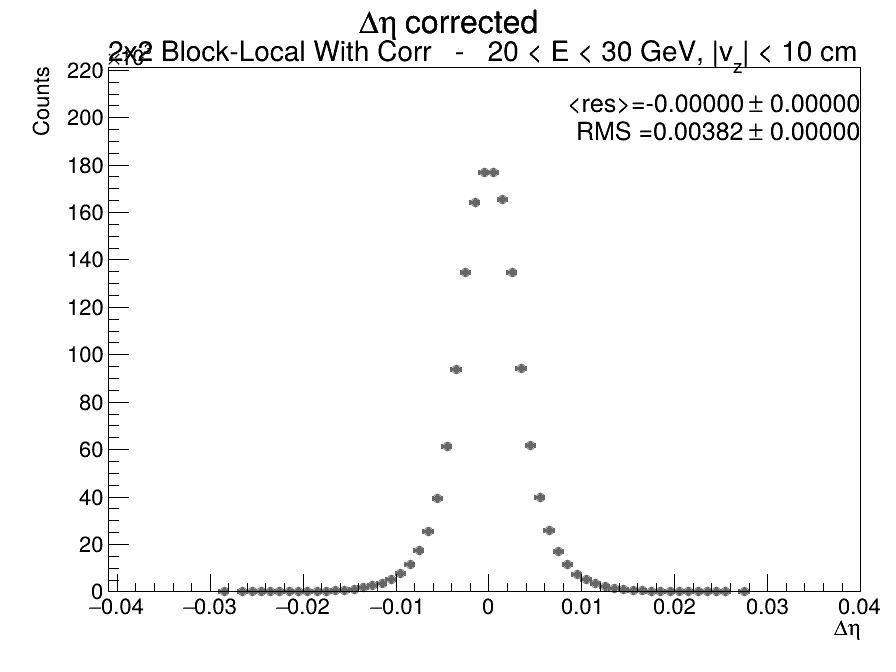 Δη corrected
2x2 Block-Local With Corr - 20 < E < 30 GeV, |v_z| < 10 cm
Counts
220
200
180
160
140
120
100
80
60
40
20
0
<res>=-0.00000 ± 0.00000
RMS =0.00382 ± 0.00000
−0.04 −0.03 −0.02 −0.01 0 0.01 0.02 0.03 0.04
Δη